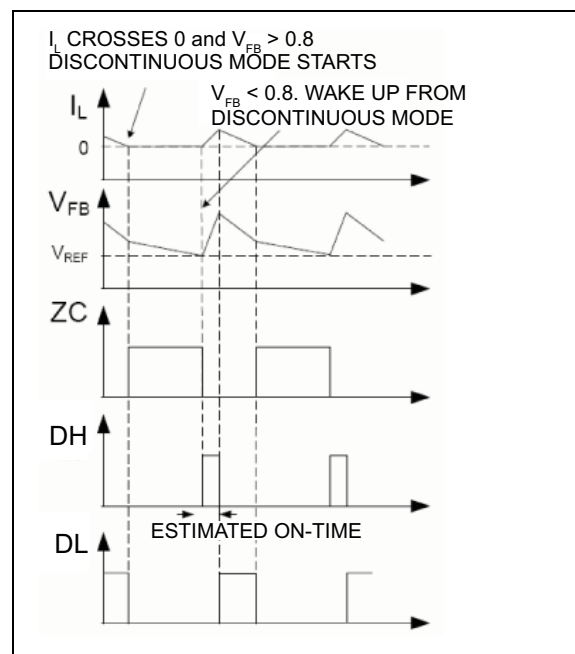 I_L CROSSES 0 and V_FB > 0.8
DISCONTINUOUS MODE STARTS
V_FB < 0.8. WAKE UP FROM
DISCONTINUOUS MODE
I_L
0
V_FB
V_REF
ZC
DH
ESTIMATED ON-TIME
DL